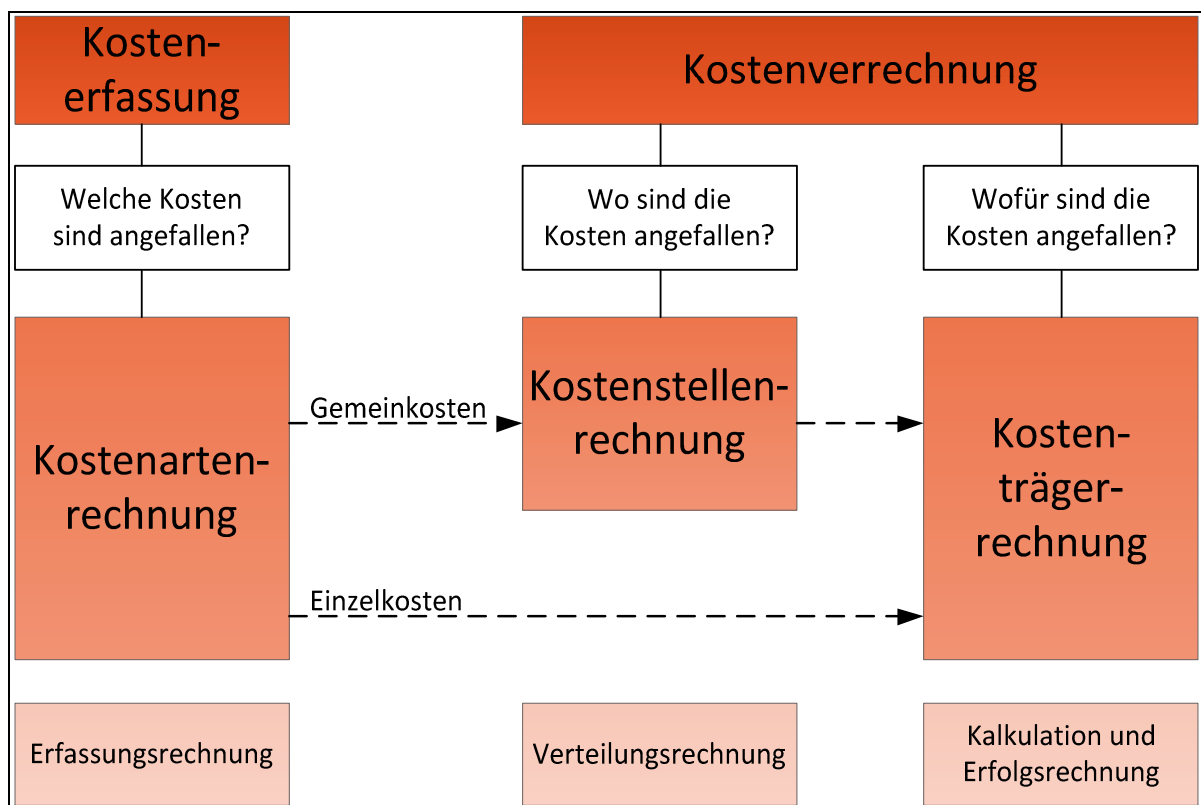 Kosten-
erfassung
Kostenverrechnung
Welche Kosten
sind angefallen?
Wo sind die
Kosten angefallen?
Wofür sind die
Kosten angefallen?
Kostenarten-
rechnung
Gemeinkosten
Kostenstellen-
rechnung
Kosten-
träger-
rechnung
Einzelkosten
Erfassungsrechnung
Verteilungsrechnung
Kalkulation und
Erfolgsrechnung